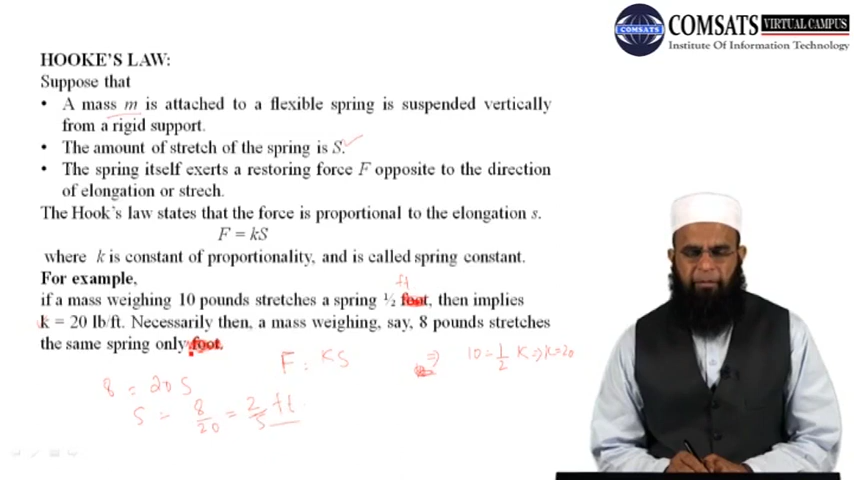 COMSATS VIRTUAL CAMPUS
COMSATS
Institute Of Information Technology
HOOKE'S LAW:
Suppose that
• A mass m is attached to a flexible spring is suspended vertically
from a rigid support.
• The amount of stretch of the spring is S.
• The spring itself exerts a restoring force F opposite to the direction
of elongation or strech.
The Hook's law states that the force is proportional to the elongation s.
F = kS
where k is constant of proportionality, and is called spring constant.
For example,
ft
if a mass weighing 10 pounds stretches a spring ½ foot, then implies
k = 20 lb/ft. Necessarily then, a mass weighing, say, 8 pounds stretches
the same spring only foot.
F = KS
⇒ 10 = 1/2 K ⇒ K = 20
8 = 20 S
S = 8/20 = 2/5 ft